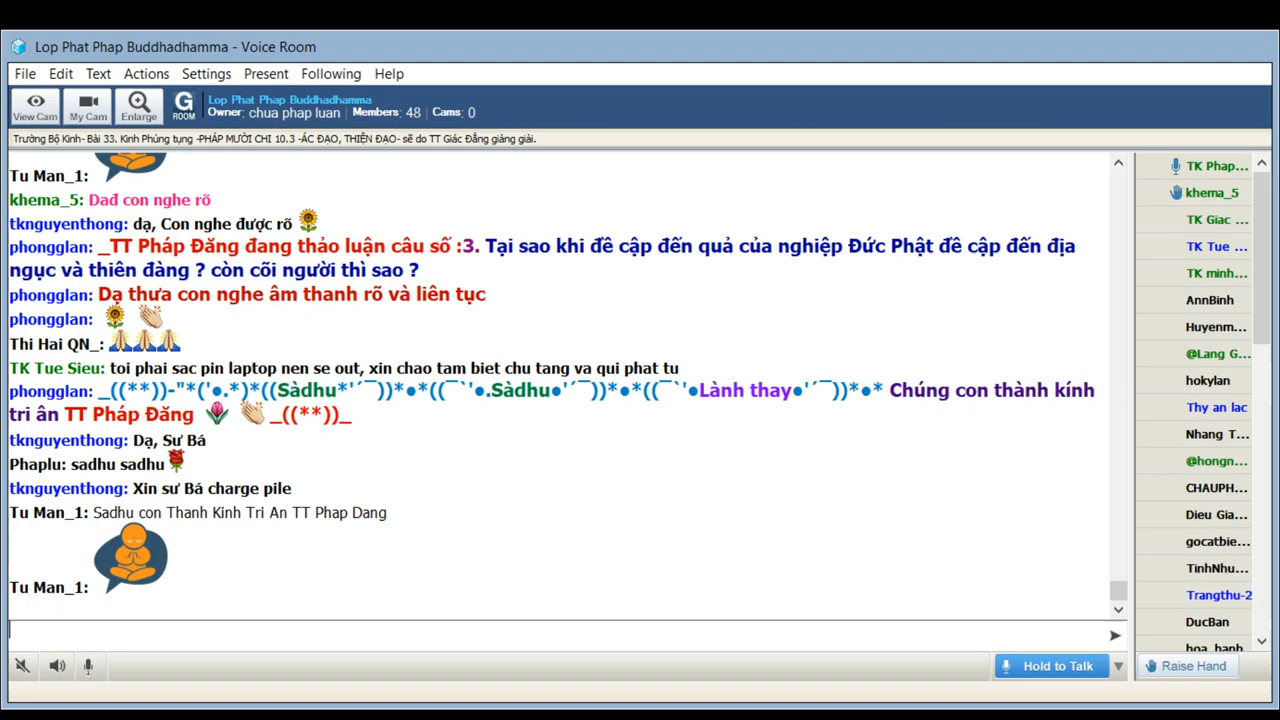 Lop Phat Phap Buddhadhamma - Voice Room
File Edit Text Actions Settings Present Following Help
View Cam My Cam Enlarge G ROOM
Lop Phat Phap Buddhadhamma
Owner: chua phap luan | Members: 48 | Cams: 0
Trường Bộ Kinh- Bài 33. Kinh Phúng tụng -PHÁP MƯỜI CHI 10.3 -ÁC ĐẠO, THIỆN ĐẠO- sẽ do TT Giác Đẳng giảng giải.
Tu Man_1:
khema_5: Dađ con nghe rõ
tknguyenthong: dạ, Con nghe được rõ
phongglan: _TT Pháp Đăng đang thảo luận câu số :3. Tại sao khi đề cập đến quả của nghiệp Đức Phật đề cập đến địa
ngục và thiên đàng ? còn cõi người thì sao ?
phongglan: Dạ thưa con nghe âm thanh rõ và liên tục
phongglan:
Thi Hai QN_:
TK Tue Sieu: toi phai sac pin laptop nen se out, xin chao tam biet chu tang va qui phat tu
phongglan: _((**))-"*('●.*)*((Sàdhu*'´¯))*●*((¯`'●.Sàdhu●'´¯))*●*((¯`'●Lành thay●'´¯))*●* Chúng con thành kính
tri ân TT Pháp Đăng _((**))_
tknguyenthong: Dạ, Sư Bá
Phaplu: sadhu sadhu
tknguyenthong: Xin sư Bá charge pile
Tu Man_1: Sadhu con Thanh Kinh Tri An TT Phap Dang
Tu Man_1:
TK Phap...
khema_5
TK Giac ...
TK Tue ...
TK minh...
AnnBinh
Huyenm...
@Lang G...
hokylan
Thy an lac
Nhang T...
@hongn...
CHAUPH...
Dieu Gia...
gocatbie...
TinhNhu...
Trangthu-2
DucBan
hoa_hanh
Hold to Talk
Raise Hand